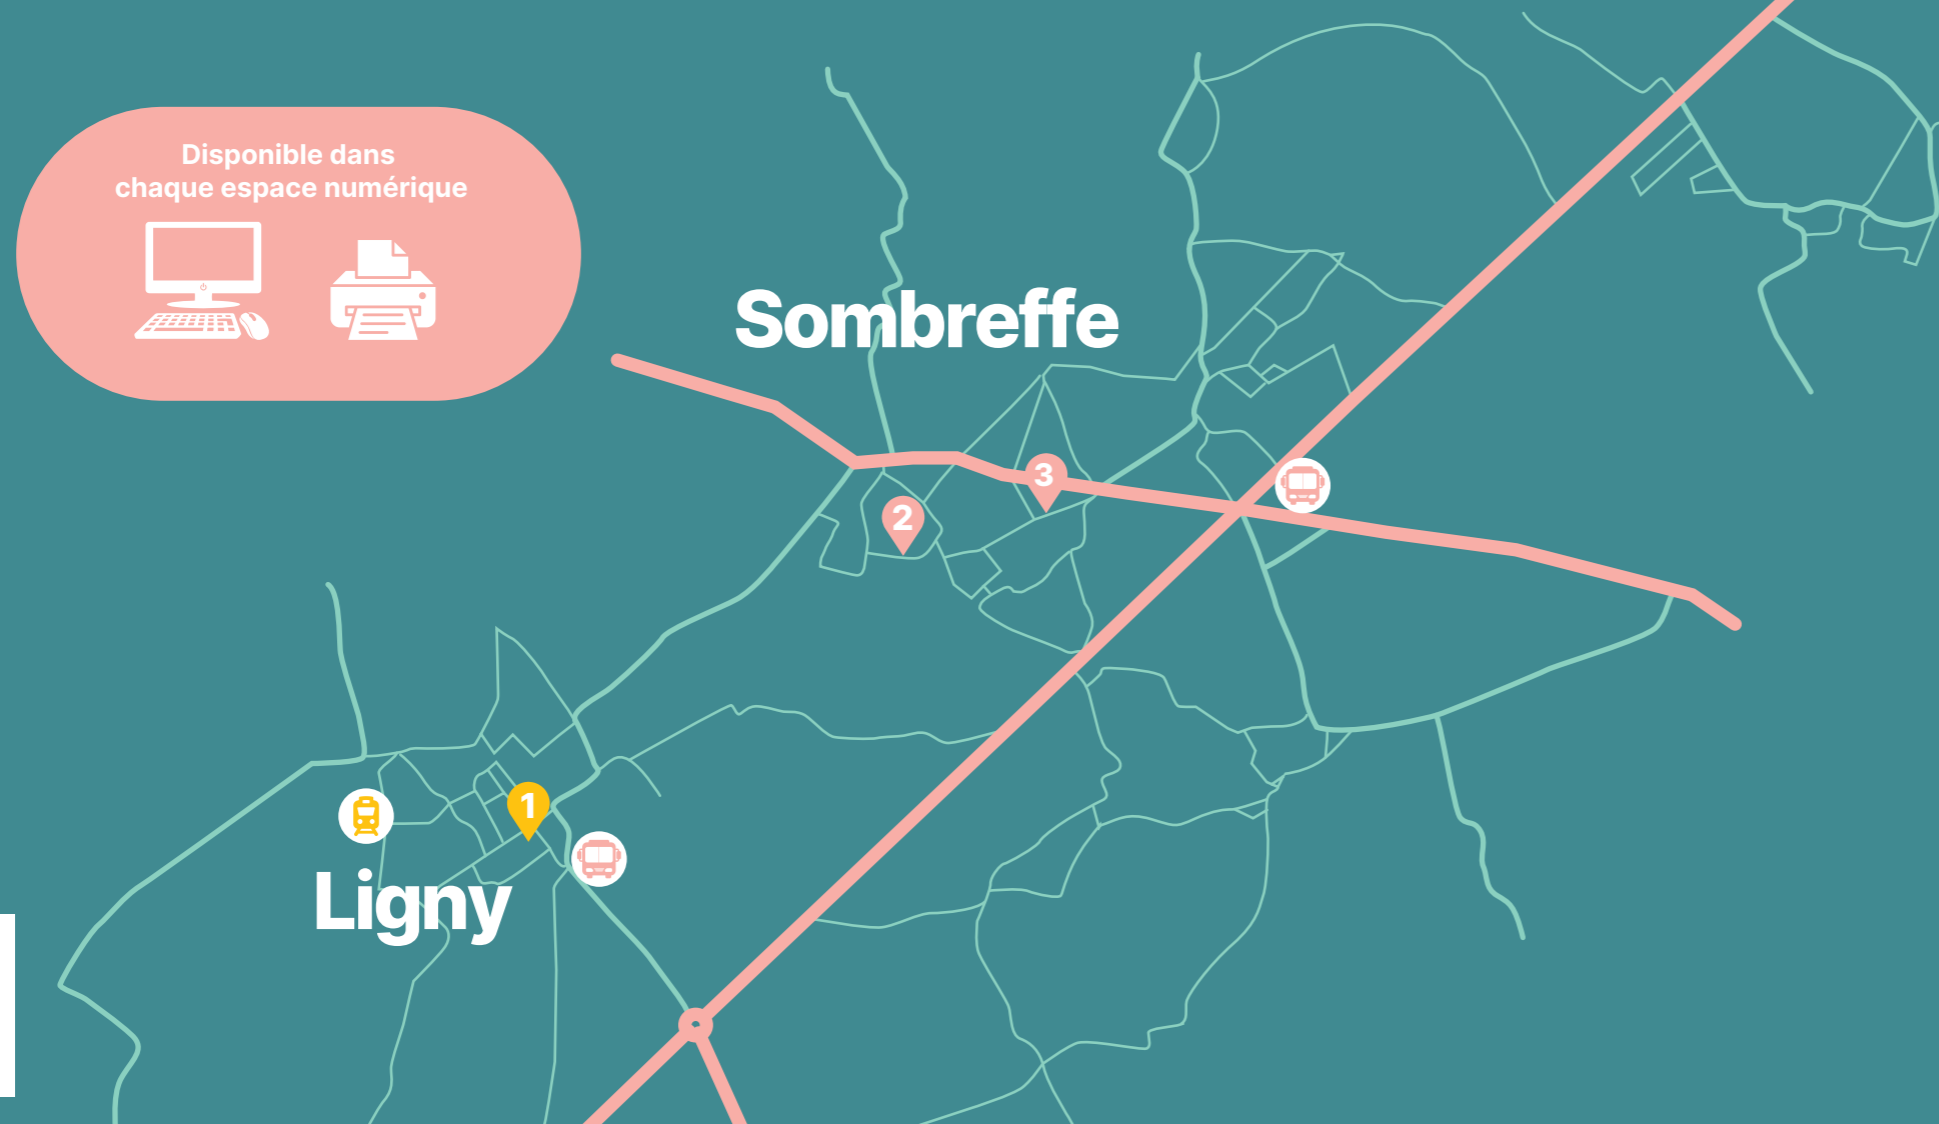 Disponible dans
chaque espace numérique
Sombreffe
3
2
1
Ligny